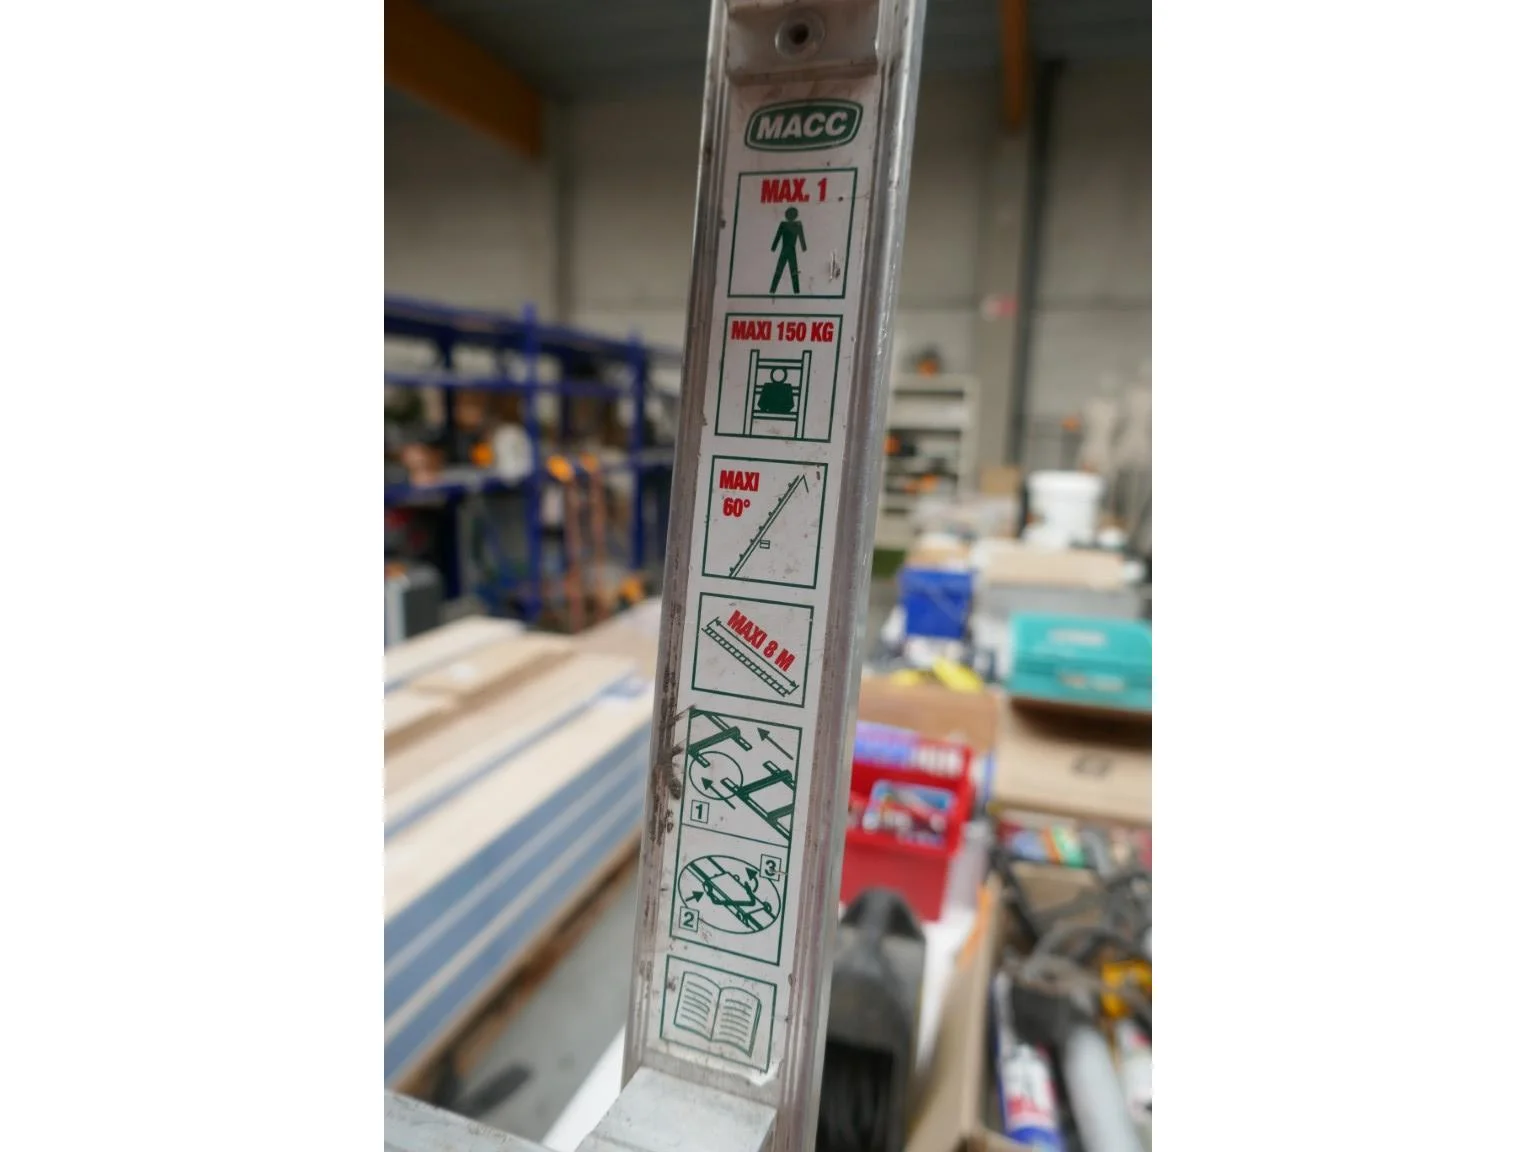 MACC
MAX. 1
MAXI 150 KG
MAXI
60°
MAXI 8 M
1
3
2